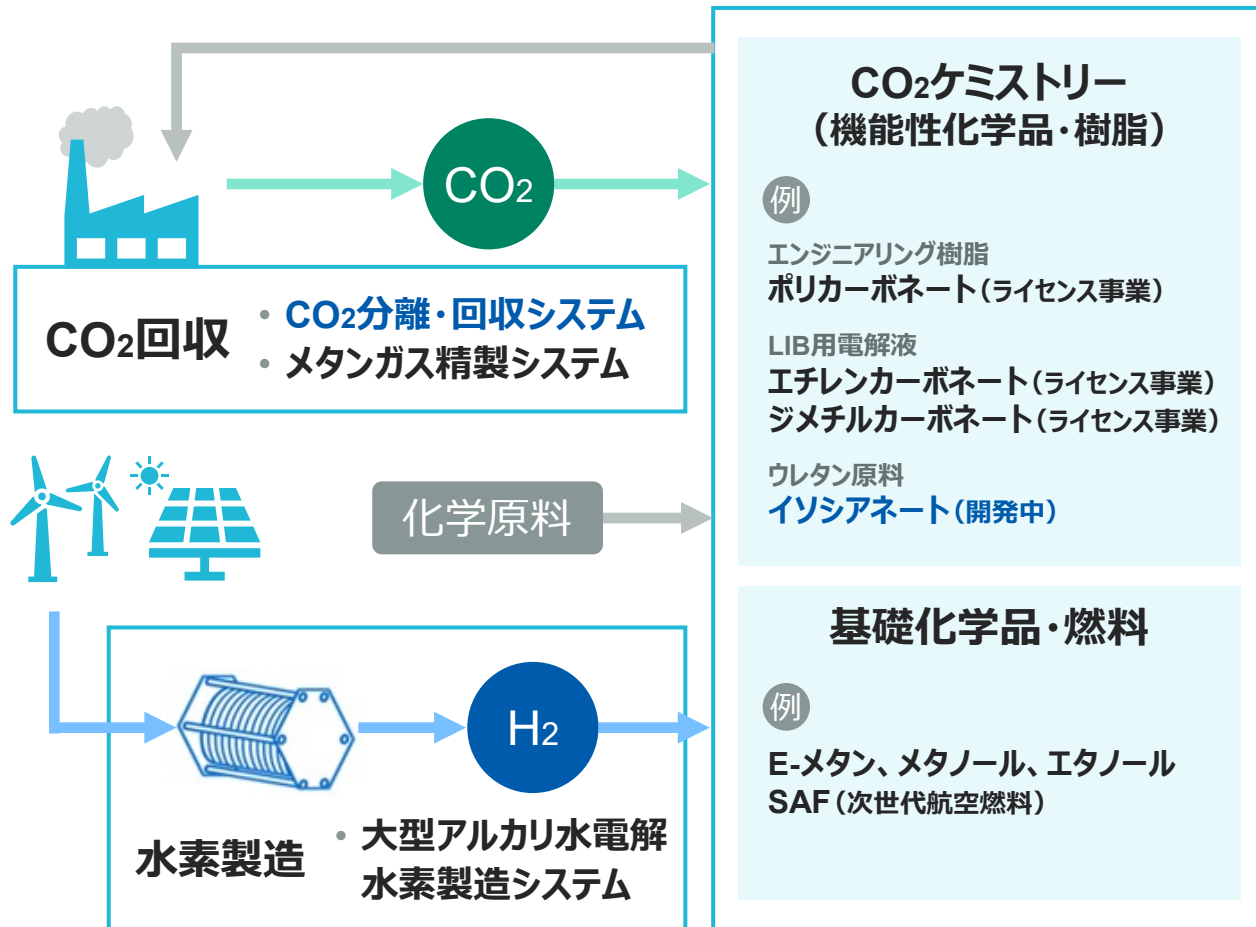 CO₂
CO₂回収
・CO₂分離・回収システム
・メタンガス精製システム
化学原料
H₂
水素製造
・大型アルカリ水電解
水素製造システム
CO₂ケミストリー
（機能性化学品・樹脂）
例
エンジニアリング樹脂
ポリカーボネート（ライセンス事業）
LIB用電解液
エチレンカーボネート（ライセンス事業）
ジメチルカーボネート（ライセンス事業）
ウレタン原料
イソシアネート（開発中）
基礎化学品・燃料
例
E-メタン、メタノール、エタノール
SAF（次世代航空燃料）